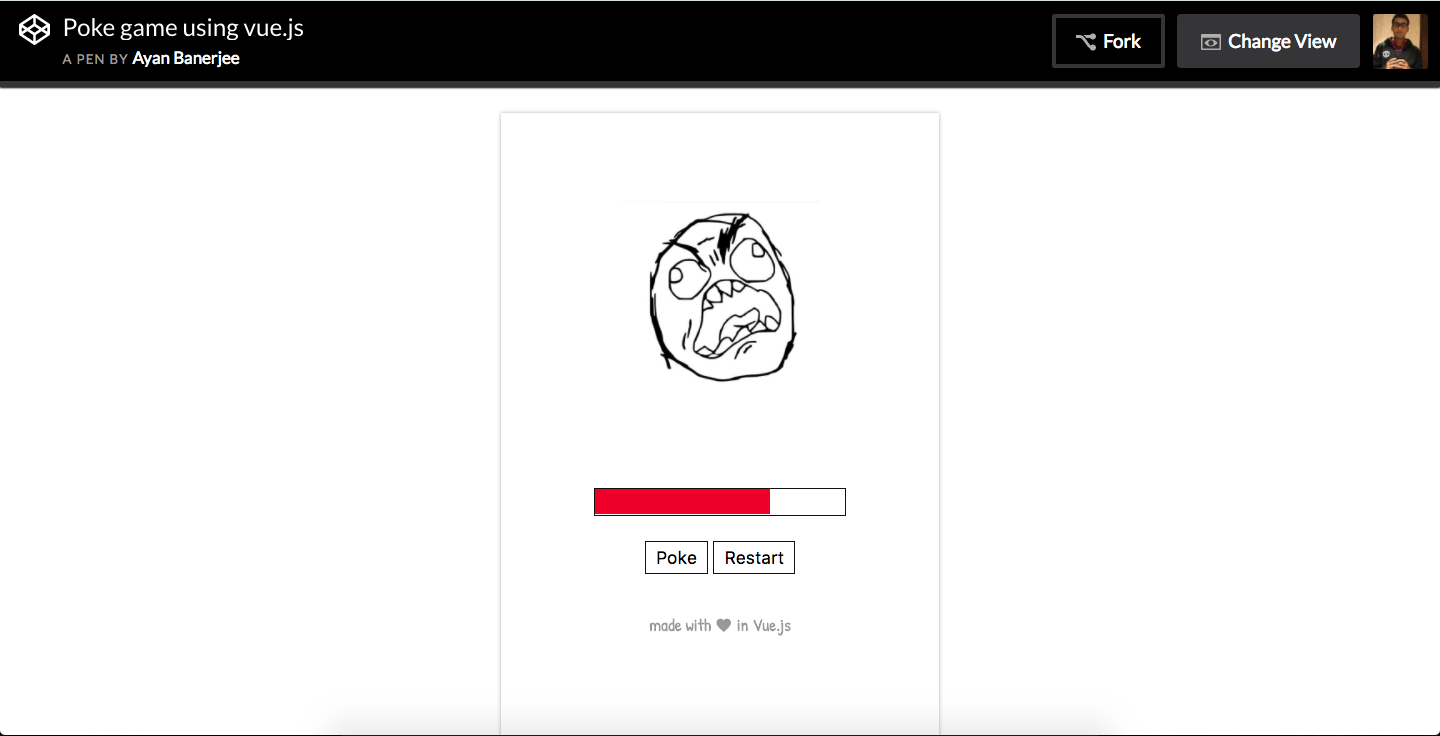 Poke game using vue.js
A PEN BY Ayan Banerjee
Fork
Change View
Poke
Restart
made with ♥ in Vue.js